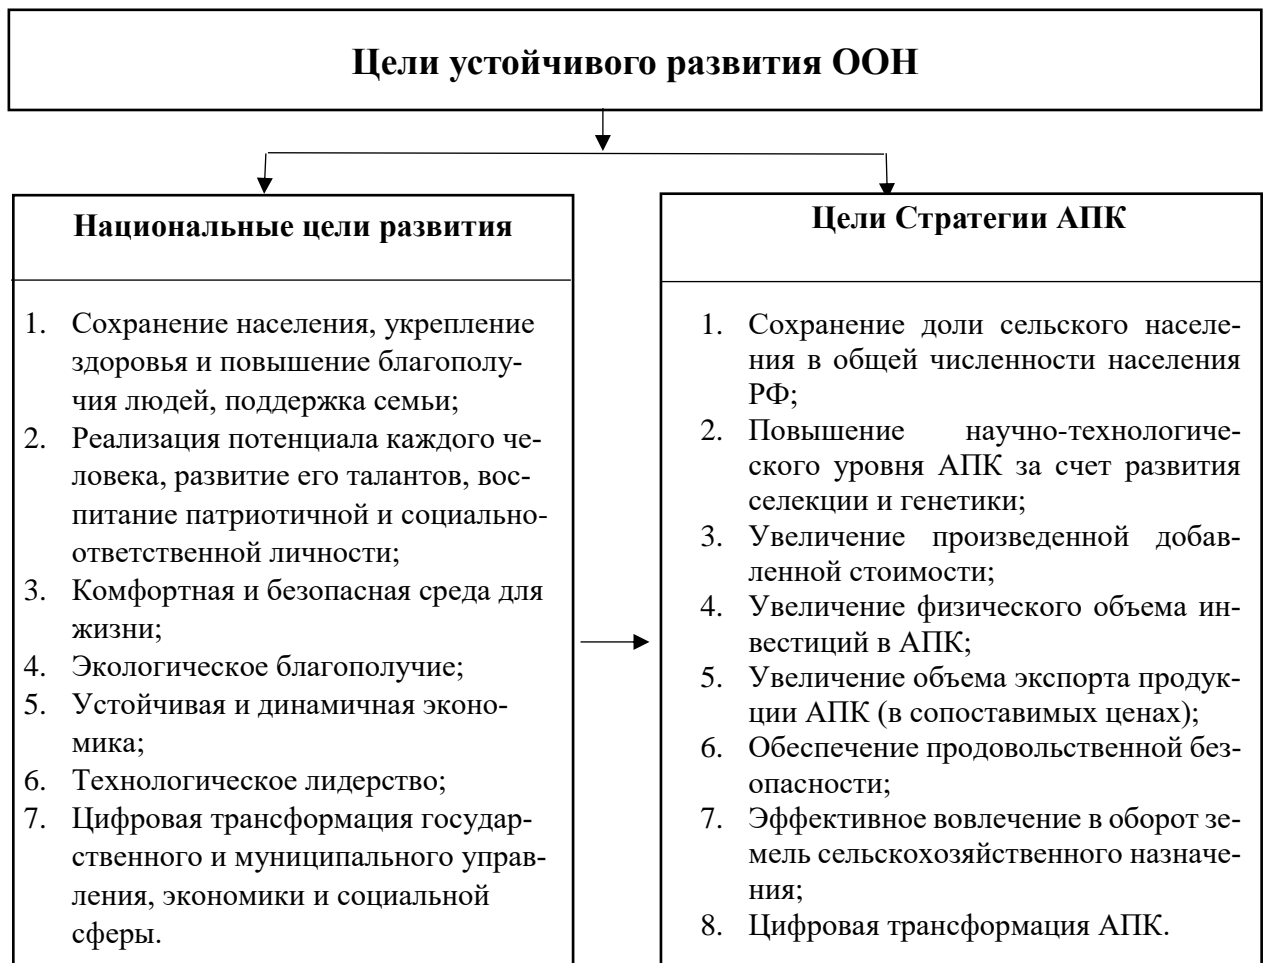 Цели устойчивого развития ООН
Национальные цели развития
1. Сохранение населения, укрепление
здоровья и повышение благополу-
чия людей, поддержка семьи;
2. Реализация потенциала каждого че-
ловека, развитие его талантов, вос-
питание патриотичной и социально-
ответственной личности;
3. Комфортная и безопасная среда для
жизни;
4. Экологическое благополучие;
5. Устойчивая и динамичная эконо-
мика;
6. Технологическое лидерство;
7. Цифровая трансформация государ-
ственного и муниципального управ-
ления, экономики и социальной
сферы.
Цели Стратегии АПК
1. Сохранение доли сельского населе-
ния в общей численности населения
РФ;
2. Повышение научно-технологиче-
ского уровня АПК за счет развития
селекции и генетики;
3. Увеличение произведенной добав-
ленной стоимости;
4. Увеличение физического объема ин-
вестиций в АПК;
5. Увеличение объема экспорта продук-
ции АПК (в сопоставимых ценах);
6. Обеспечение продовольственной без-
опасности;
7. Эффективное вовлечение в оборот зе-
мель сельскохозяйственного назначе-
ния;
8. Цифровая трансформация АПК.